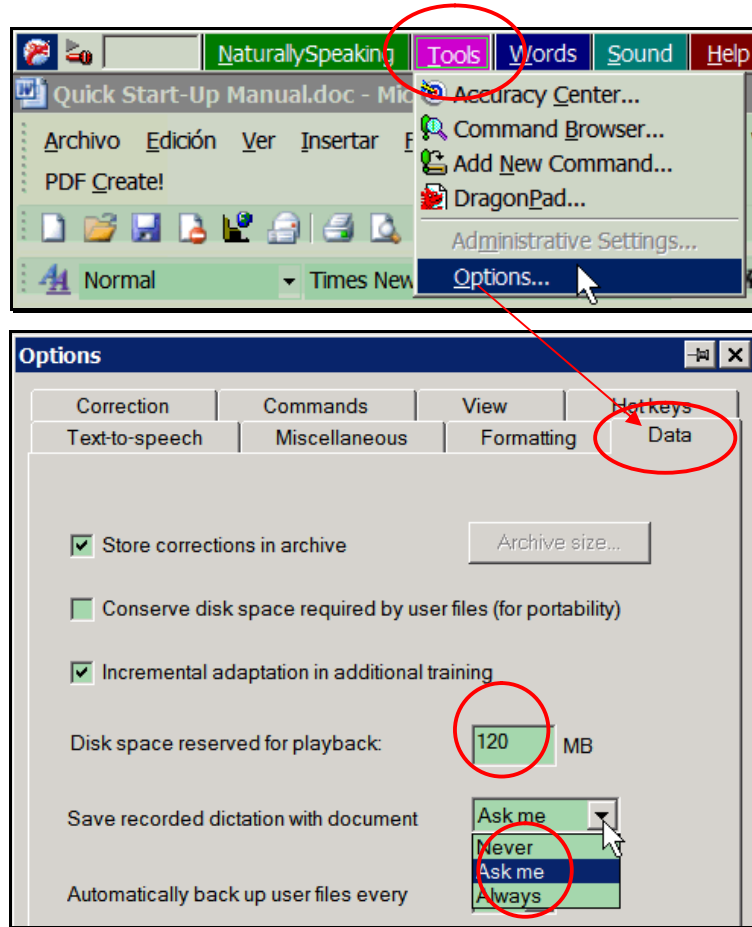 NaturallySpeaking Tools Words Sound Help
Quick Start-Up Manual.doc - Mic
Accuracy Center...
Archivo Edición Ver Insertar F
Command Browser...
PDF Create!
Add New Command...
DragonPad...
Administrative Settings...
Normal Times New
Options...
Options
Correction Commands View Hot keys
Text-to-speech Miscellaneous Formatting Data
Store corrections in archive Archive size...
Conserve disk space required by user files (for portability)
Incremental adaptation in additional training
Disk space reserved for playback: 120 MB
Save recorded dictation with document Ask me
Never
Ask me
Automatically back up user files every Always